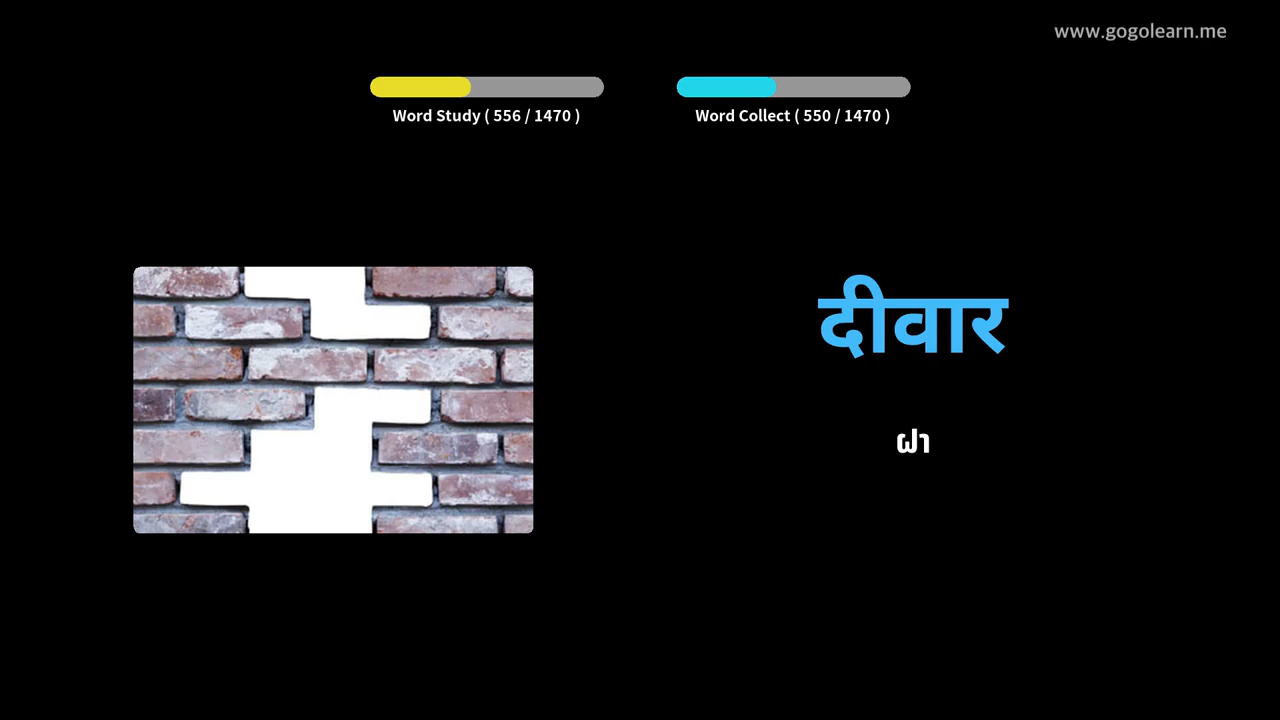 www.gogolearn.me
Word Study ( 556 / 1470 )
Word Collect ( 550 / 1470 )
दीवार
ฝา